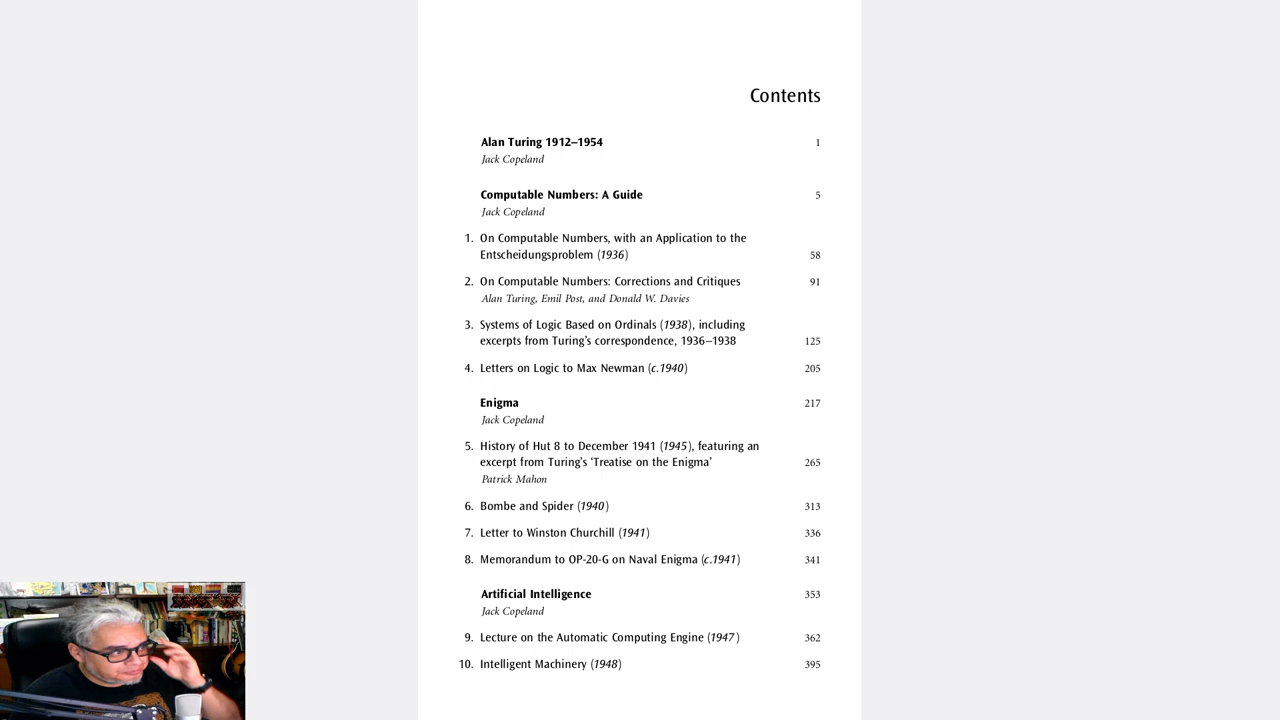 Contents
Alan Turing 1912–1954 1
Jack Copeland
Computable Numbers: A Guide 5
Jack Copeland
1. On Computable Numbers, with an Application to the
Entscheidungsproblem (1936) 58
2. On Computable Numbers: Corrections and Critiques 91
Alan Turing, Emil Post, and Donald W. Davies
3. Systems of Logic Based on Ordinals (1938), including
excerpts from Turing’s correspondence, 1936–1938 125
4. Letters on Logic to Max Newman (c.1940) 205
Enigma 217
Jack Copeland
5. History of Hut 8 to December 1941 (1945), featuring an
excerpt from Turing’s ‘Treatise on the Enigma’ 265
Patrick Mahon
6. Bombe and Spider (1940) 313
7. Letter to Winston Churchill (1941) 336
8. Memorandum to OP-20-G on Naval Enigma (c.1941) 341
Artificial Intelligence 353
Jack Copeland
9. Lecture on the Automatic Computing Engine (1947) 362
10. Intelligent Machinery (1948) 395